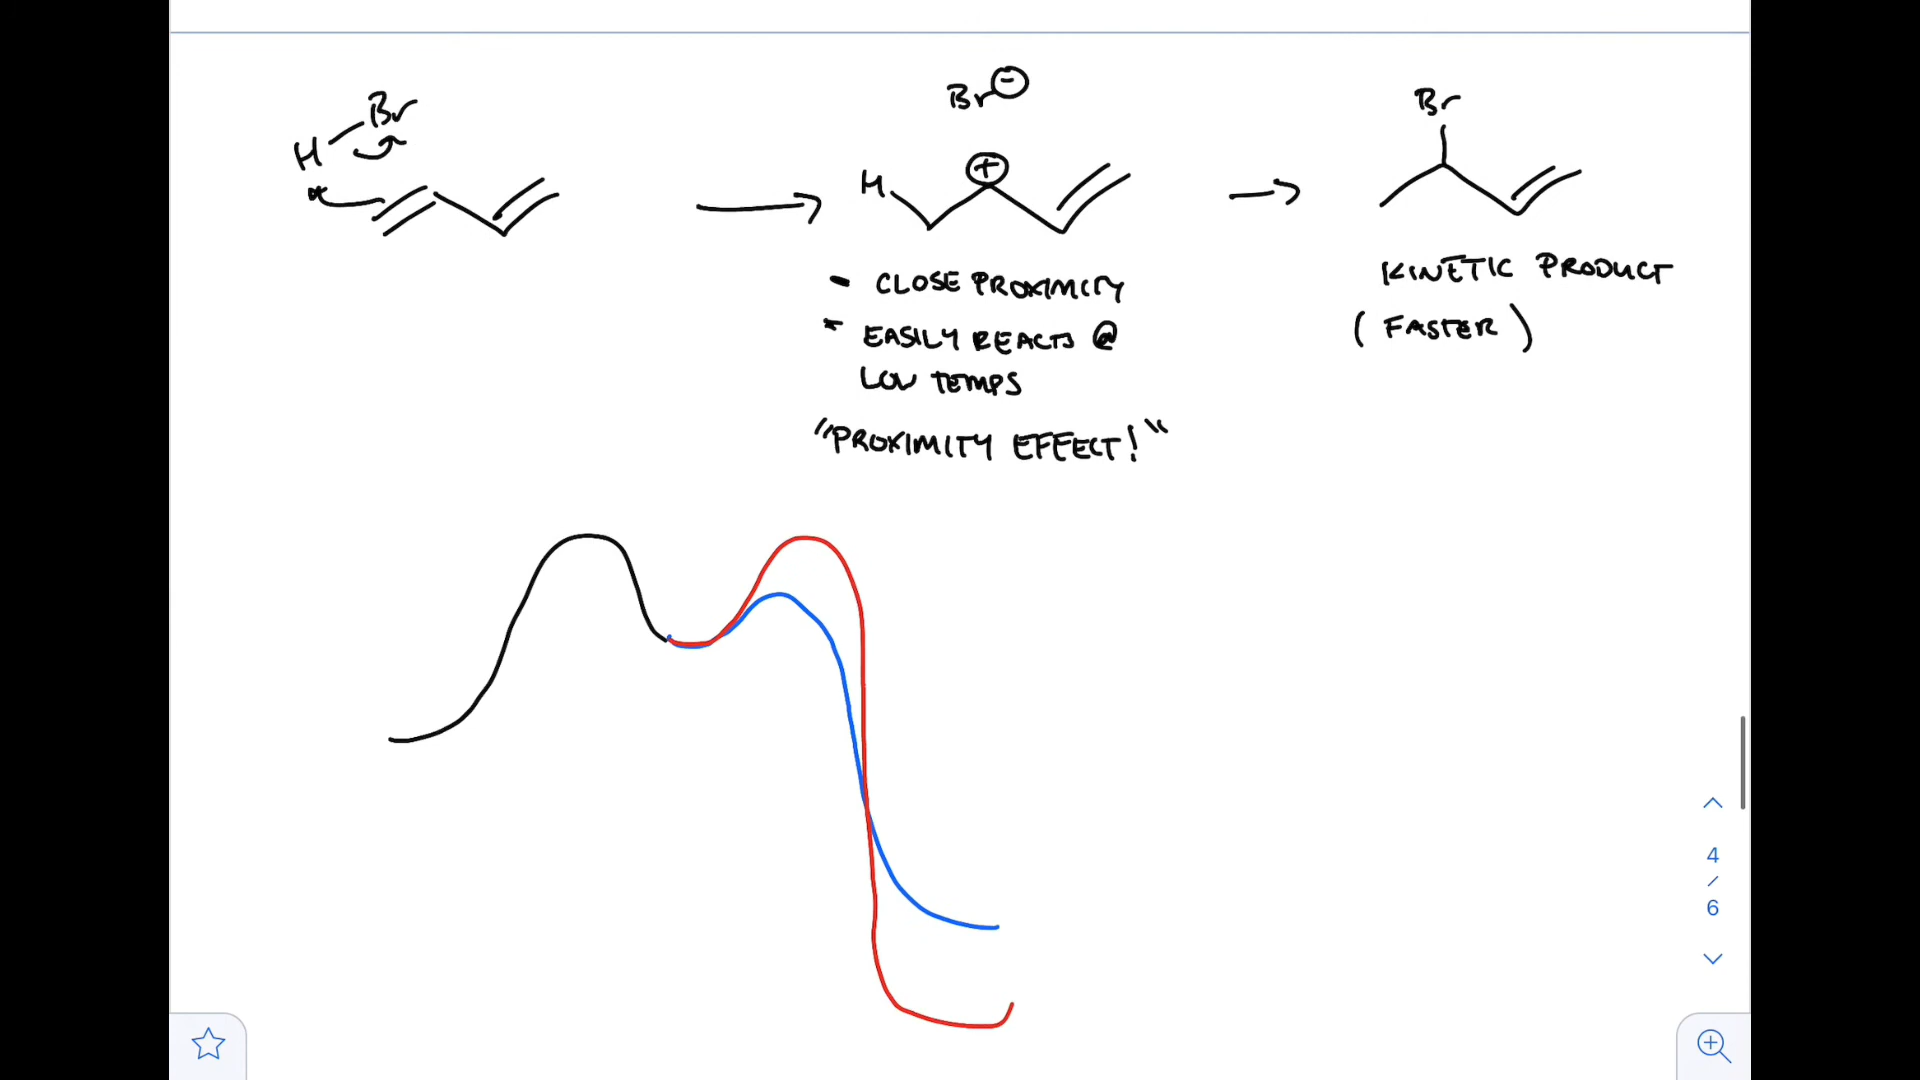 Br
H
Br ⊖
H ⊕
- CLOSE PROXIMITY
- EASILY REACTS @
LOW TEMPS
"PROXIMITY EFFECT!"
Br
KINETIC PRODUCT
(FASTER)
4
/
6